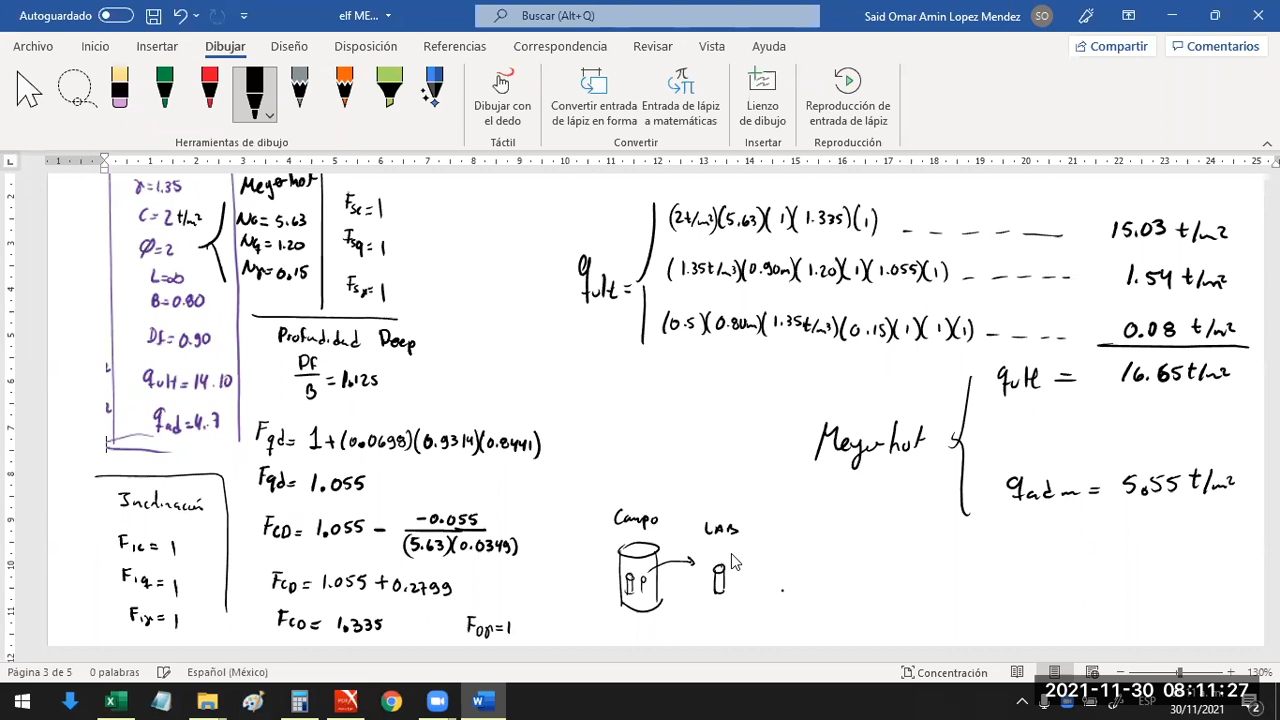 Autoguardado
elf ME...
Buscar (Alt+Q)
Said Omar Amin Lopez Mendez
SO
Archivo
Inicio
Insertar
Dibujar
Diseño
Disposición
Referencias
Correspondencia
Revisar
Vista
Ayuda
Compartir
Comentarios
Dibujar con el dedo
Convertir entrada de lápiz en forma
Entrada de lápiz a matemáticas
Lienzo de dibujo
Reproducción de entrada de lápiz
Herramientas de dibujo
Táctil
Convertir
Insertar
Reproducción
γ=1.35
C=2 t/m2
φ=2
L=∞
B=0.80
Df=0.90
qult=14.10
qad=4.7
Meyerhot
Nc=5.63
Nq=1.20
Nγ=0.15
Fsc=1
Fsq=1
Fsγ=1
Profundidad Deep
Df/B = 1.125
Fqd= 1+(0.0698)(0.9314)(0.8441)
Fqd= 1.055
FCD= 1.055 - -0.055/(5.63)(0.0349)
FCD= 1.055+0.2799
FCD= 1.335
FDγ=1
Inclinación
Fic=1
Fiq=1
Fiγ=1
qult=
(2t/m2)(5.63)(1)(1.335)(1) - - - - - 15.03 t/m2
(1.35t/m3)(0.90m)(1.20)(1)(1.055)(1) - - - - 1.54 t/m2
(0.5)(0.80m)(1.35t/m3)(0.15)(1)(1)(1) - - - - 0.08 t/m2
qult = 16.65 t/m2
Meyerhot
qadm = 5.55 t/m2
Campo
LAB
Página 3 de 5
0 palabras
Español (México)
Concentración
130%
2021-11-30 08:11:27
ESP
30/11/2021